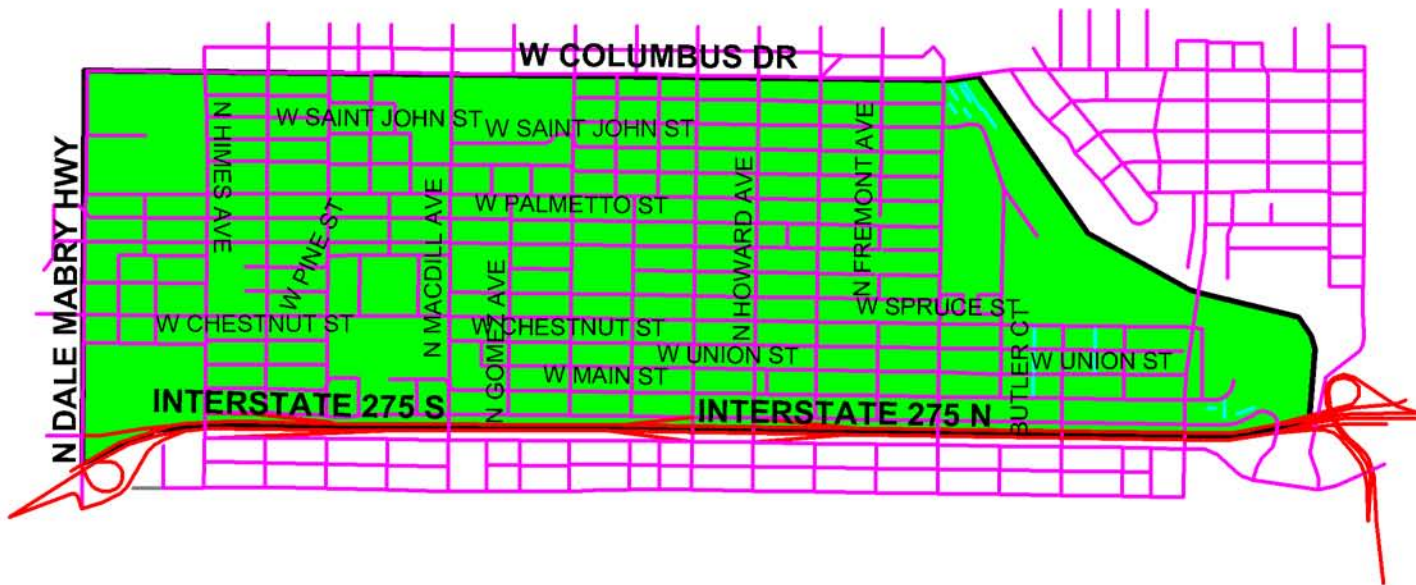 W COLUMBUS DR
W SAINT JOHN ST
W SAINT JOHN ST
N HIMES AVE
N FREMONT AVE
N DALE MABRY HWY
W PALMETTO ST
N HOWARD AVE
N MACDILL AVE
W PINE ST
N GOMEZ AVE
W SPRUCE ST
W CHESTNUT ST
W CHESTNUT ST
BUTLER CT
W UNION ST
W UNION ST
W MAIN ST
INTERSTATE 275 S
INTERSTATE 275 N